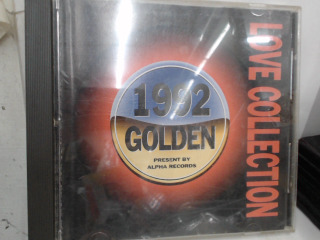 1992
GOLDEN
PRESENT BY
ALPHA RECORDS
LOVE COLLECTION